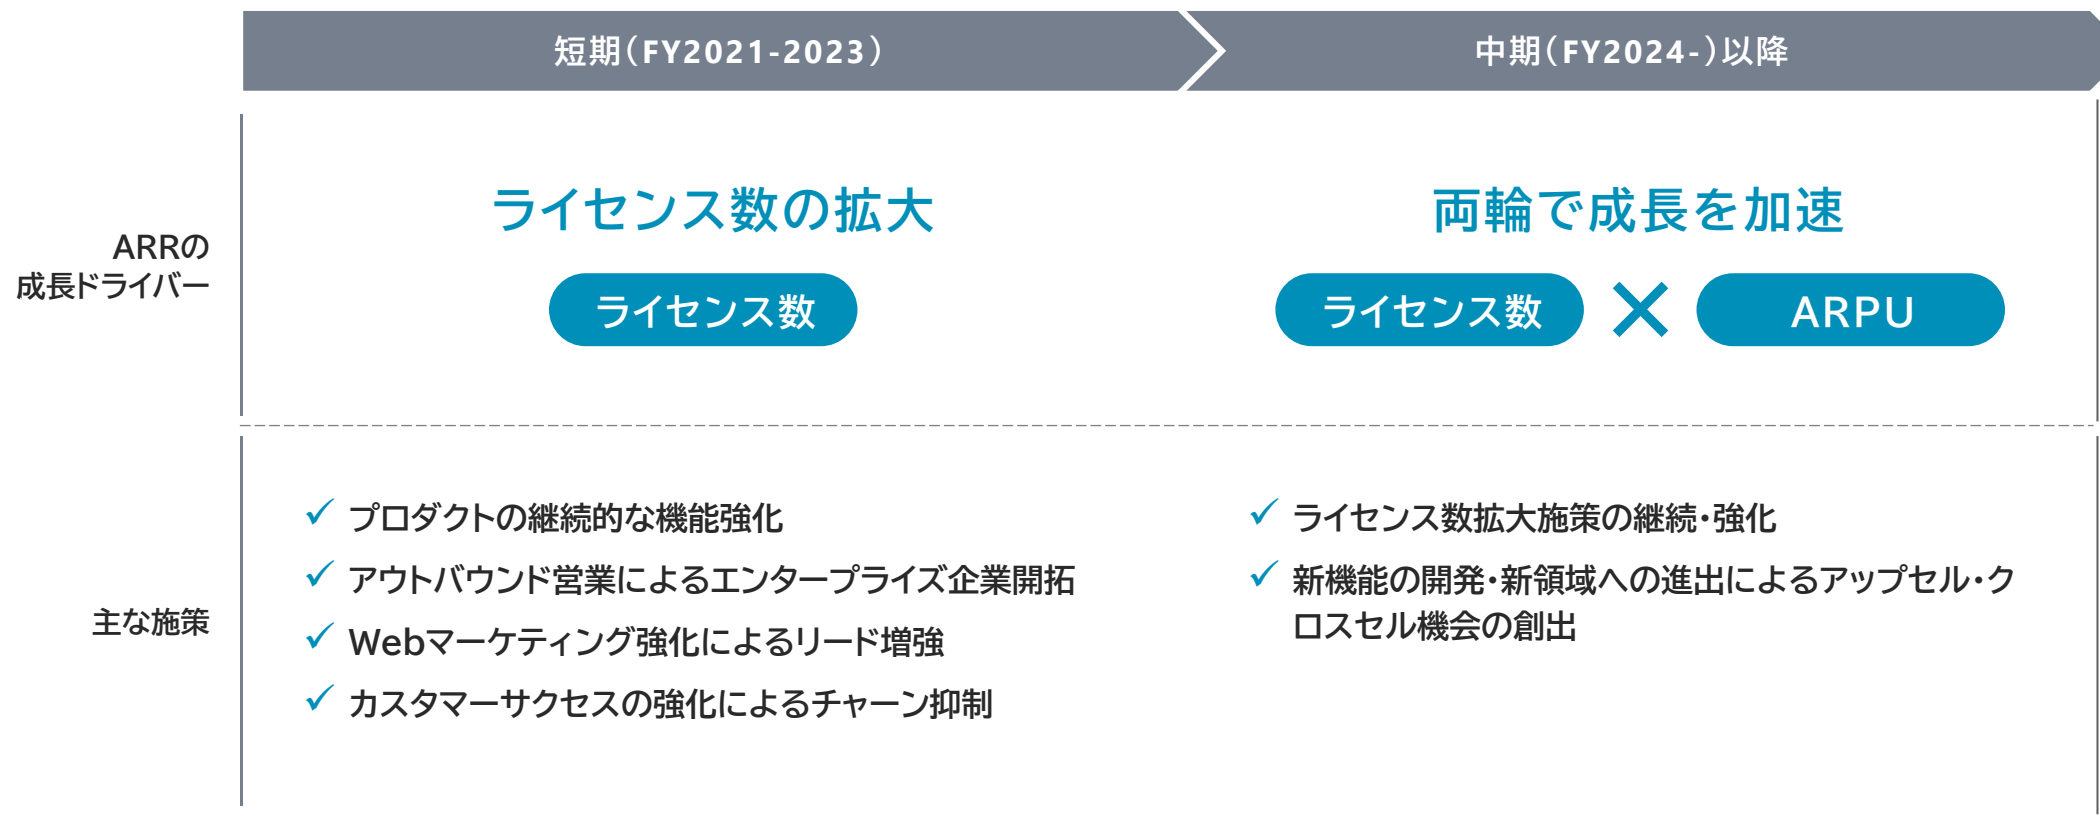 短期（FY2021-2023）
中期（FY2024-）以降
ARRの
成長ドライバー
ライセンス数の拡大
ライセンス数
両輪で成長を加速
ライセンス数 × ARPU
主な施策
✓ プロダクトの継続的な機能強化
✓ アウトバウンド営業によるエンタープライズ企業開拓
✓ Webマーケティング強化によるリード増強
✓ カスタマーサクセスの強化によるチャーン抑制
✓ ライセンス数拡大施策の継続・強化
✓ 新機能の開発・新領域への進出によるアップセル・ク
ロスセル機会の創出